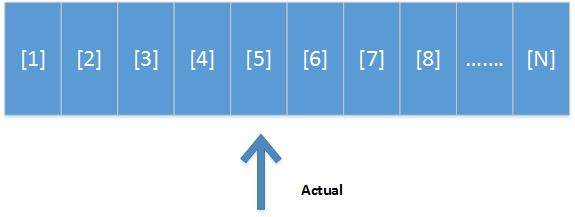 [1] [2] [3] [4] [5] [6] [7] [8] ....... [N]
Actual